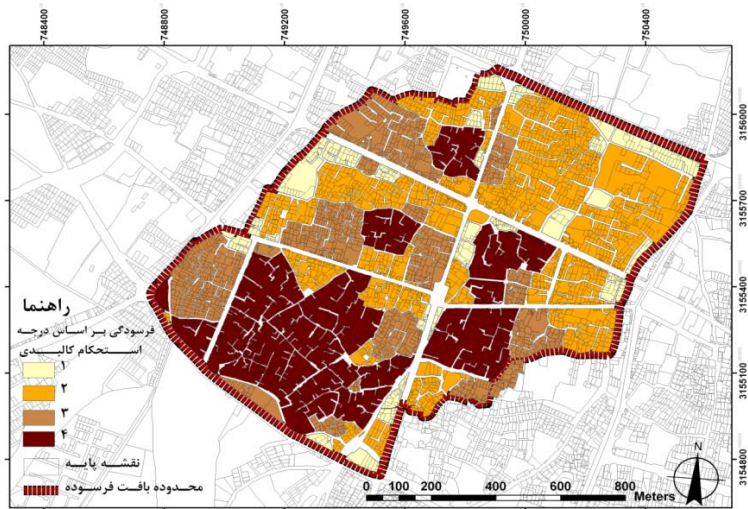 748400 748800 749200 749600 750000 750400
3156000
3155700
3155400
3155100
3154800
راهنما
فرسودگی بر اساس درجه
استحکام کالبدی
۱
۲
۳
۴
نقشه پایه
محدوده بافت فرسوده
N
0 100 200 400 600 800
Meters